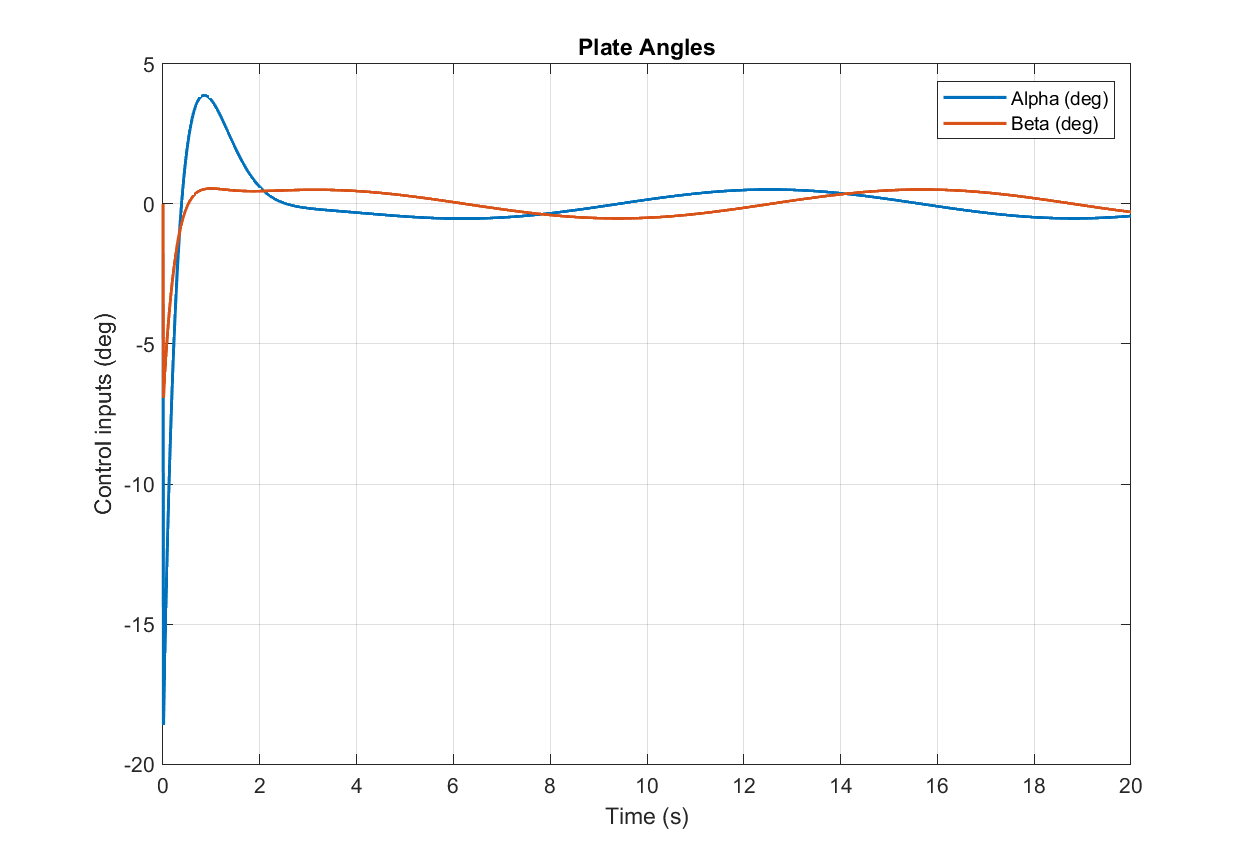 Plate Angles
Alpha (deg)
Beta (deg)
5
0
-5
-10
-15
-20
Control inputs (deg)
0 2 4 6 8 10 12 14 16 18 20
Time (s)